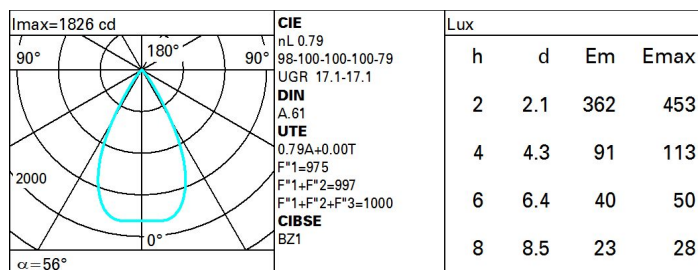 Imax=1826 cd
90° 180° 90°
2000
0°
α=56°
CIE
nL 0.79
98-100-100-100-79
UGR 17.1-17.1
DIN
A.61
UTE
0.79A+0.00T
F"1=975
F"1+F"2=997
F"1+F"2+F"3=1000
CIBSE
BZ1
Lux
h d Em Emax
2 2.1 362 453
4 4.3 91 113
6 6.4 40 50
8 8.5 23 28